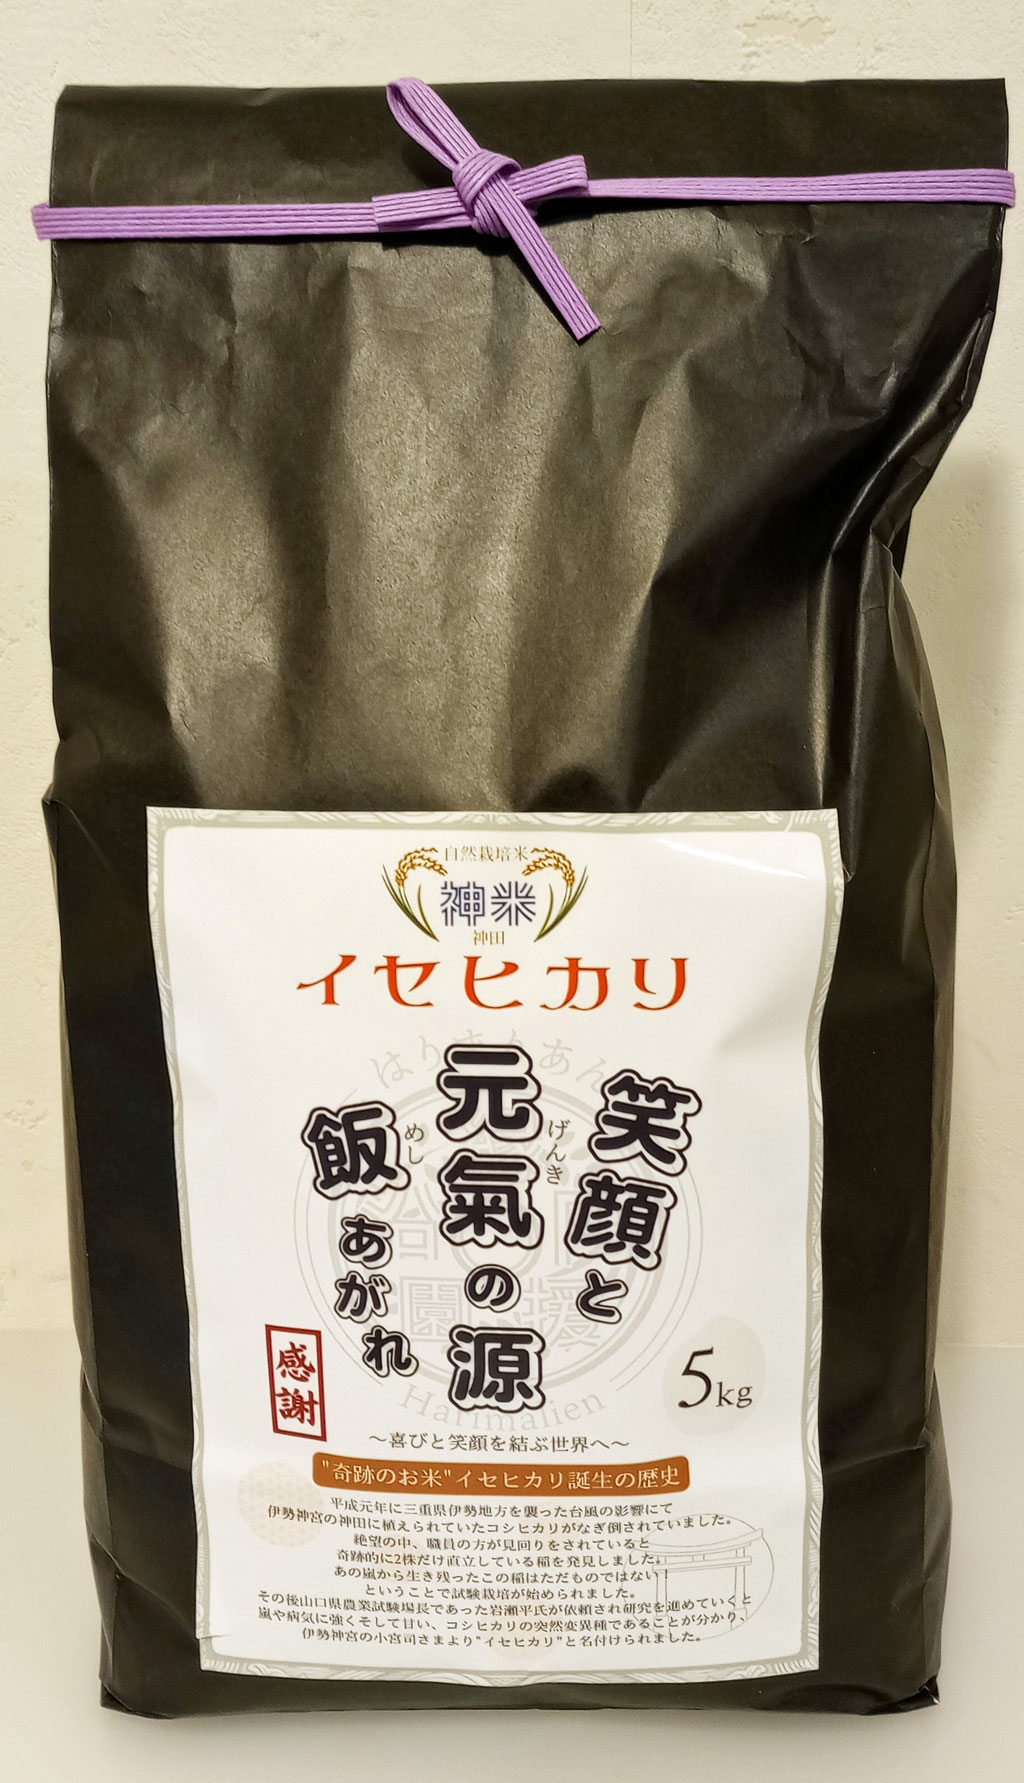 自然栽培米
神米
神田
イセヒカリ
はりまりあん
笑顔と
元氣の源
げんき
飯あがれ
めし
感謝
5kg
Harimalien
～喜びと笑顔を結ぶ世界へ～
"奇跡のお米"イセヒカリ誕生の歴史
平成元年に三重県伊勢地方を襲った台風の影響にて
伊勢神宮の神田に植えられていたコシヒカリがなぎ倒されていました。
絶望の中、職員の方が見回りをされていると
奇跡的に2株だけ直立している稲を発見しました。
あの嵐から生き残ったこの稲はただものではない!
ということで試験栽培が始められました。
その後山口県農業試験場長であった岩瀬平氏が依頼され研究を進めていくと
嵐や病気に強くそして甘い、コシヒカリの突然変異種であることが分かり、
伊勢神宮の小宮司さまより"イセヒカリ"と名付けられました。